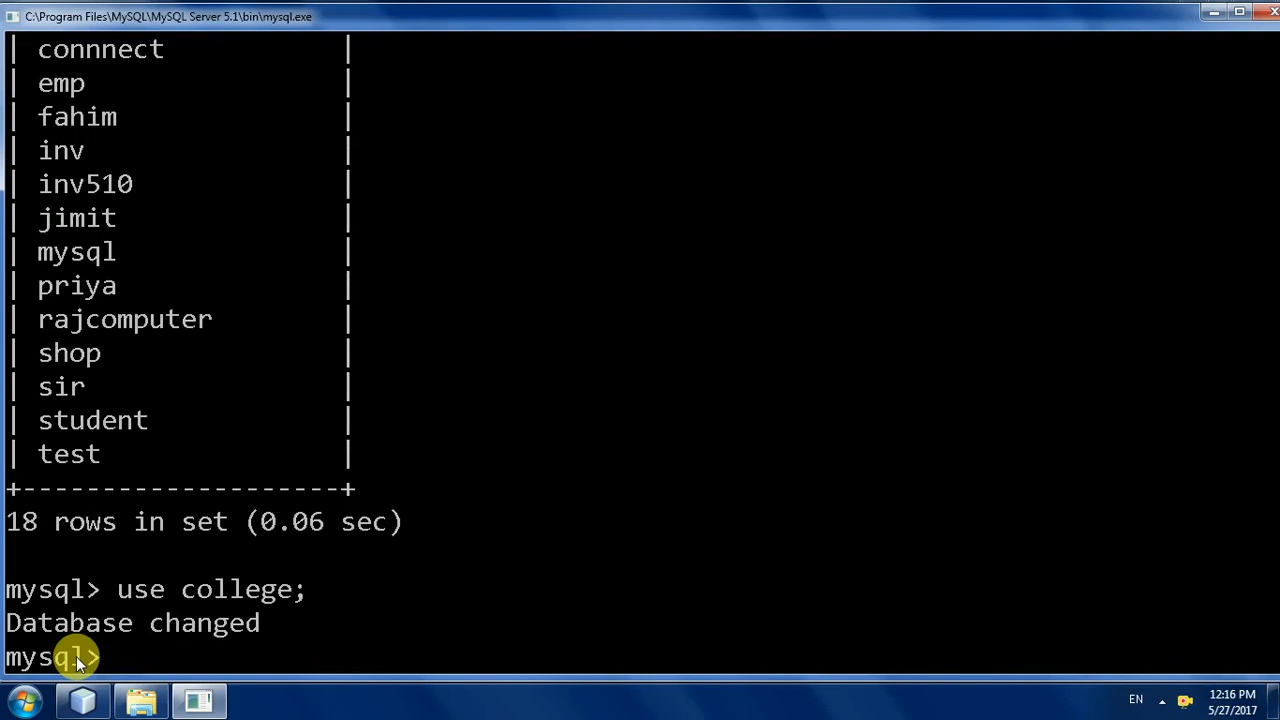 C:\Program Files\MySQL\MySQL Server 5.1\bin\mysql.exe
| connnect |
| emp |
| fahim |
| inv |
| inv510 |
| jimit |
| mysql |
| priya |
| rajcomputer |
| shop |
| sir |
| student |
| test |
+--------------------+
18 rows in set (0.06 sec)
mysql> use college;
Database changed
mysql>
EN
12:16 PM
5/27/2017